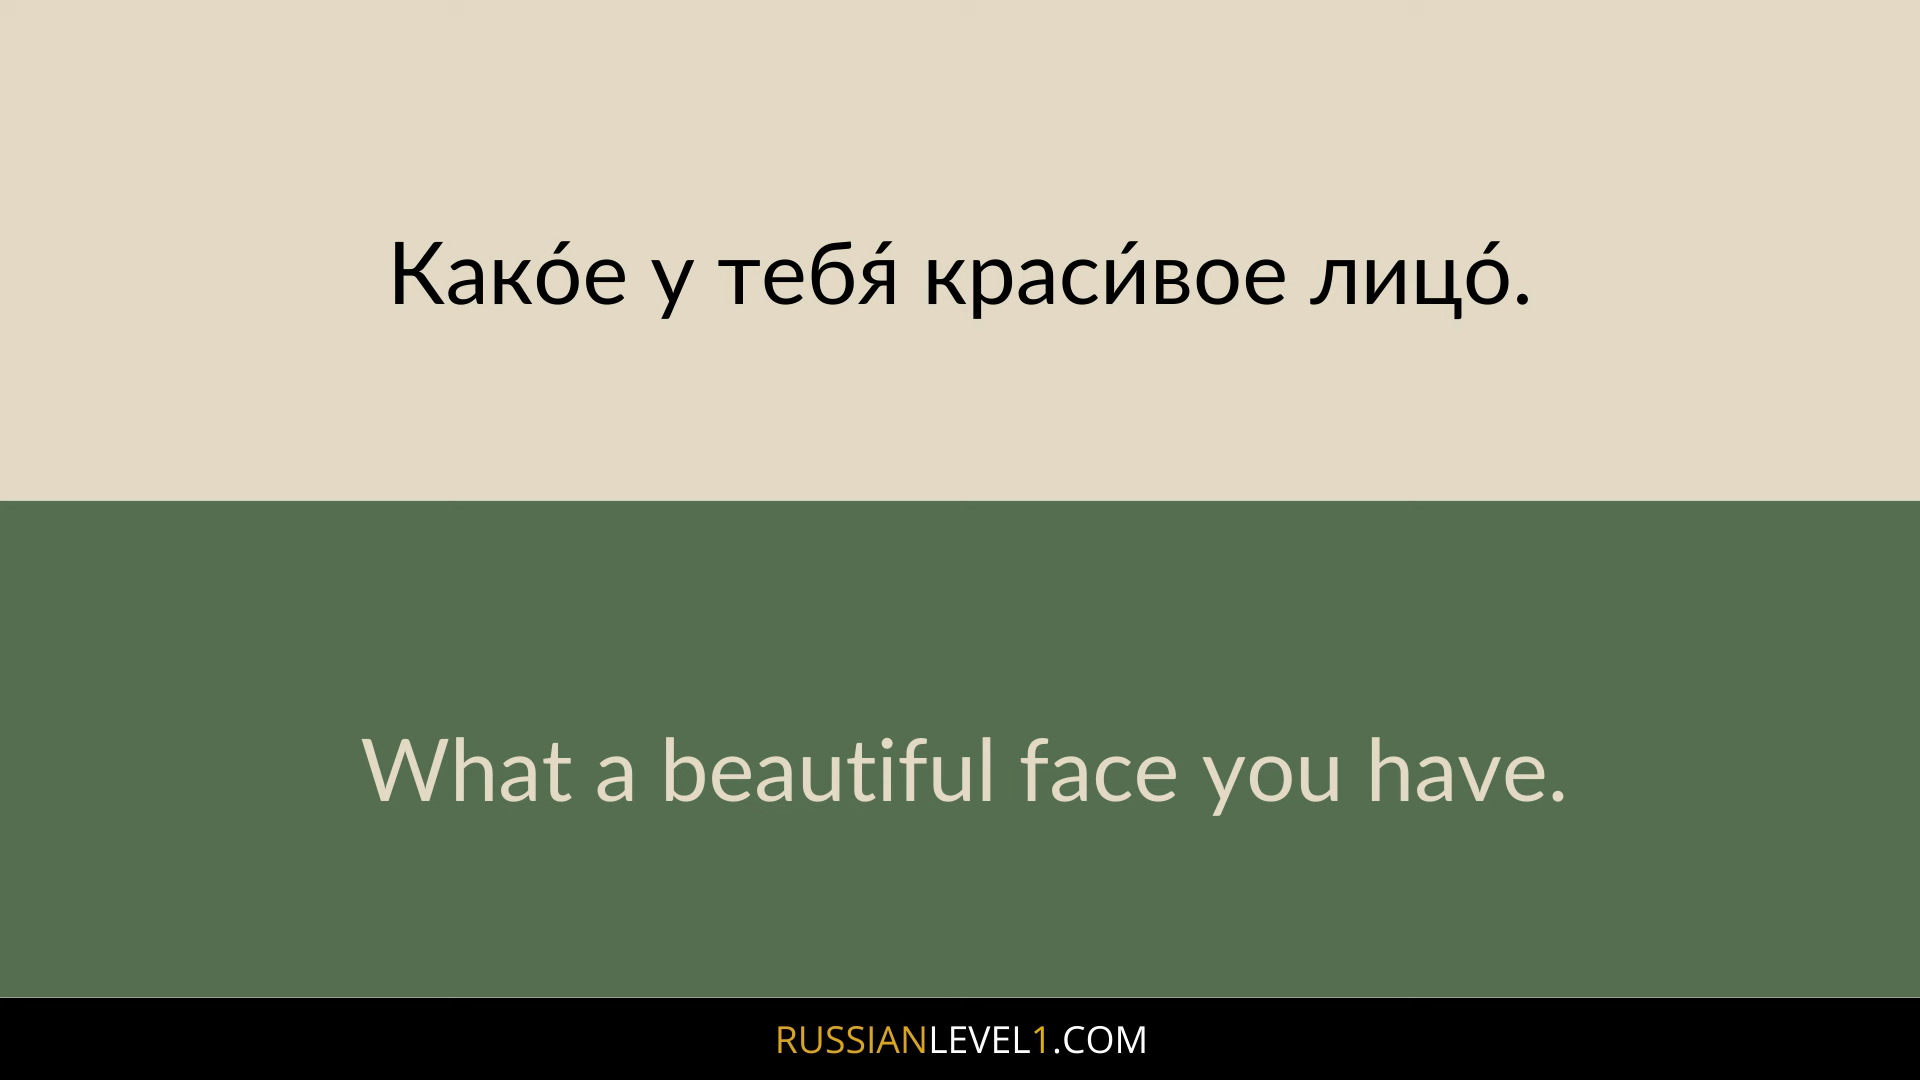 Како́е у тебя́ краси́вое лицо́.
What a beautiful face you have.
RUSSIANLEVEL1.COM